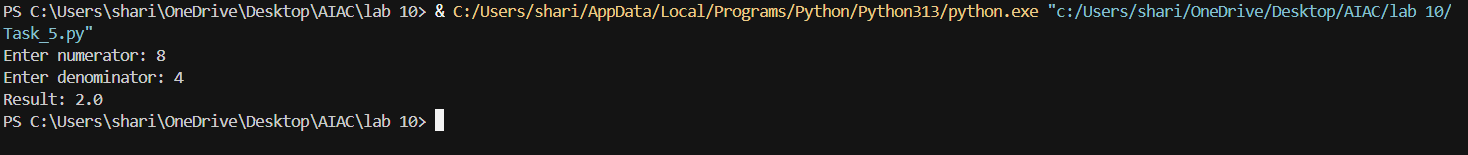 PS C:\Users\shari\OneDrive\Desktop\AIAC\lab 10> & C:/Users/shari/AppData/Local/Programs/Python/Python313/python.exe "c:/Users/shari/OneDrive/Desktop/AIAC/lab 10/
Task_5.py"
Enter numerator: 8
Enter denominator: 4
Result: 2.0
PS C:\Users\shari\OneDrive\Desktop\AIAC\lab 10>